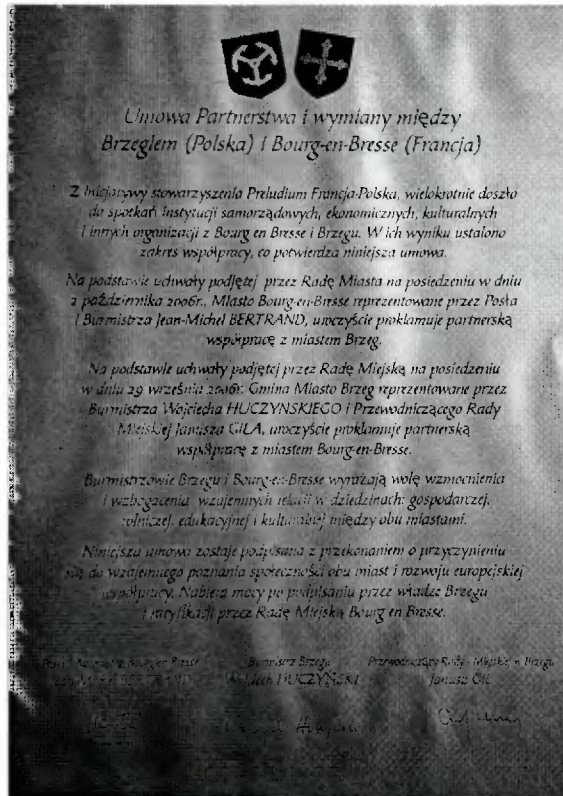 Umowa Partnerstwa i wymiany między
Brzegiem (Polska) i Bourg-en-Bresse (Francja)
Z Inicjatywy stowarzyszenia Preludium Francja-Polska, wielokrotnie doszło
do spotkań instytucji samorządowych, ekonomicznych, kulturalnych
i innych organizacji z Bourg en Bresse i Brzegu. W ich wyniku ustalono
zakres współpracy, co potwierdza niniejsza umowa.
Na podstawie uchwały podjętej przez Radę Miasta na posiedzeniu w dniu
2 października 2006r., Miasto Bourg-en-Bresse reprezentowane przez Posła
i Burmistrza Jean-Michel BERTRAND, uroczyście proklamuje partnerską
współpracę z miastem Brzeg.
Na podstawie uchwały podjętej przez Radę Miejską na posiedzeniu
w dniu 29 września 2006r. Gmina Miasto Brzeg reprezentowane przez
Burmistrza Wojciecha HUCZYNSKIEGO i Przewodniczącego Rady
Miejskiej Janusza GILA, uroczyście proklamuje partnerską
współpracę z miastem Bourg-en-Bresse.
Burmistrzowie Brzegu i Bourg-en-Bresse wyrażają wolę wzmocnienia
i wzbogacenia wzajemnych relacji w dziedzinach: gospodarczej,
rolniczej, edukacyjnej i kulturalnej między obu miastami.
Niniejsza umowa zostaje podpisana z przekonaniem o przyczynieniu
się do wzajemnego poznania społeczności obu miast i rozwoju europejskiej
współpracy. Nabiera mocy po podpisaniu przez władze Brzegu
i ratyfikacji przez Radę Miejską Bourg en Bresse.
Bourg en Bresse Burmistrz Brzegu Przewodniczący Rady Miejskiej w Brzegu
BERTRAND Wojciech HUCZYŃSKI Janusz GIL